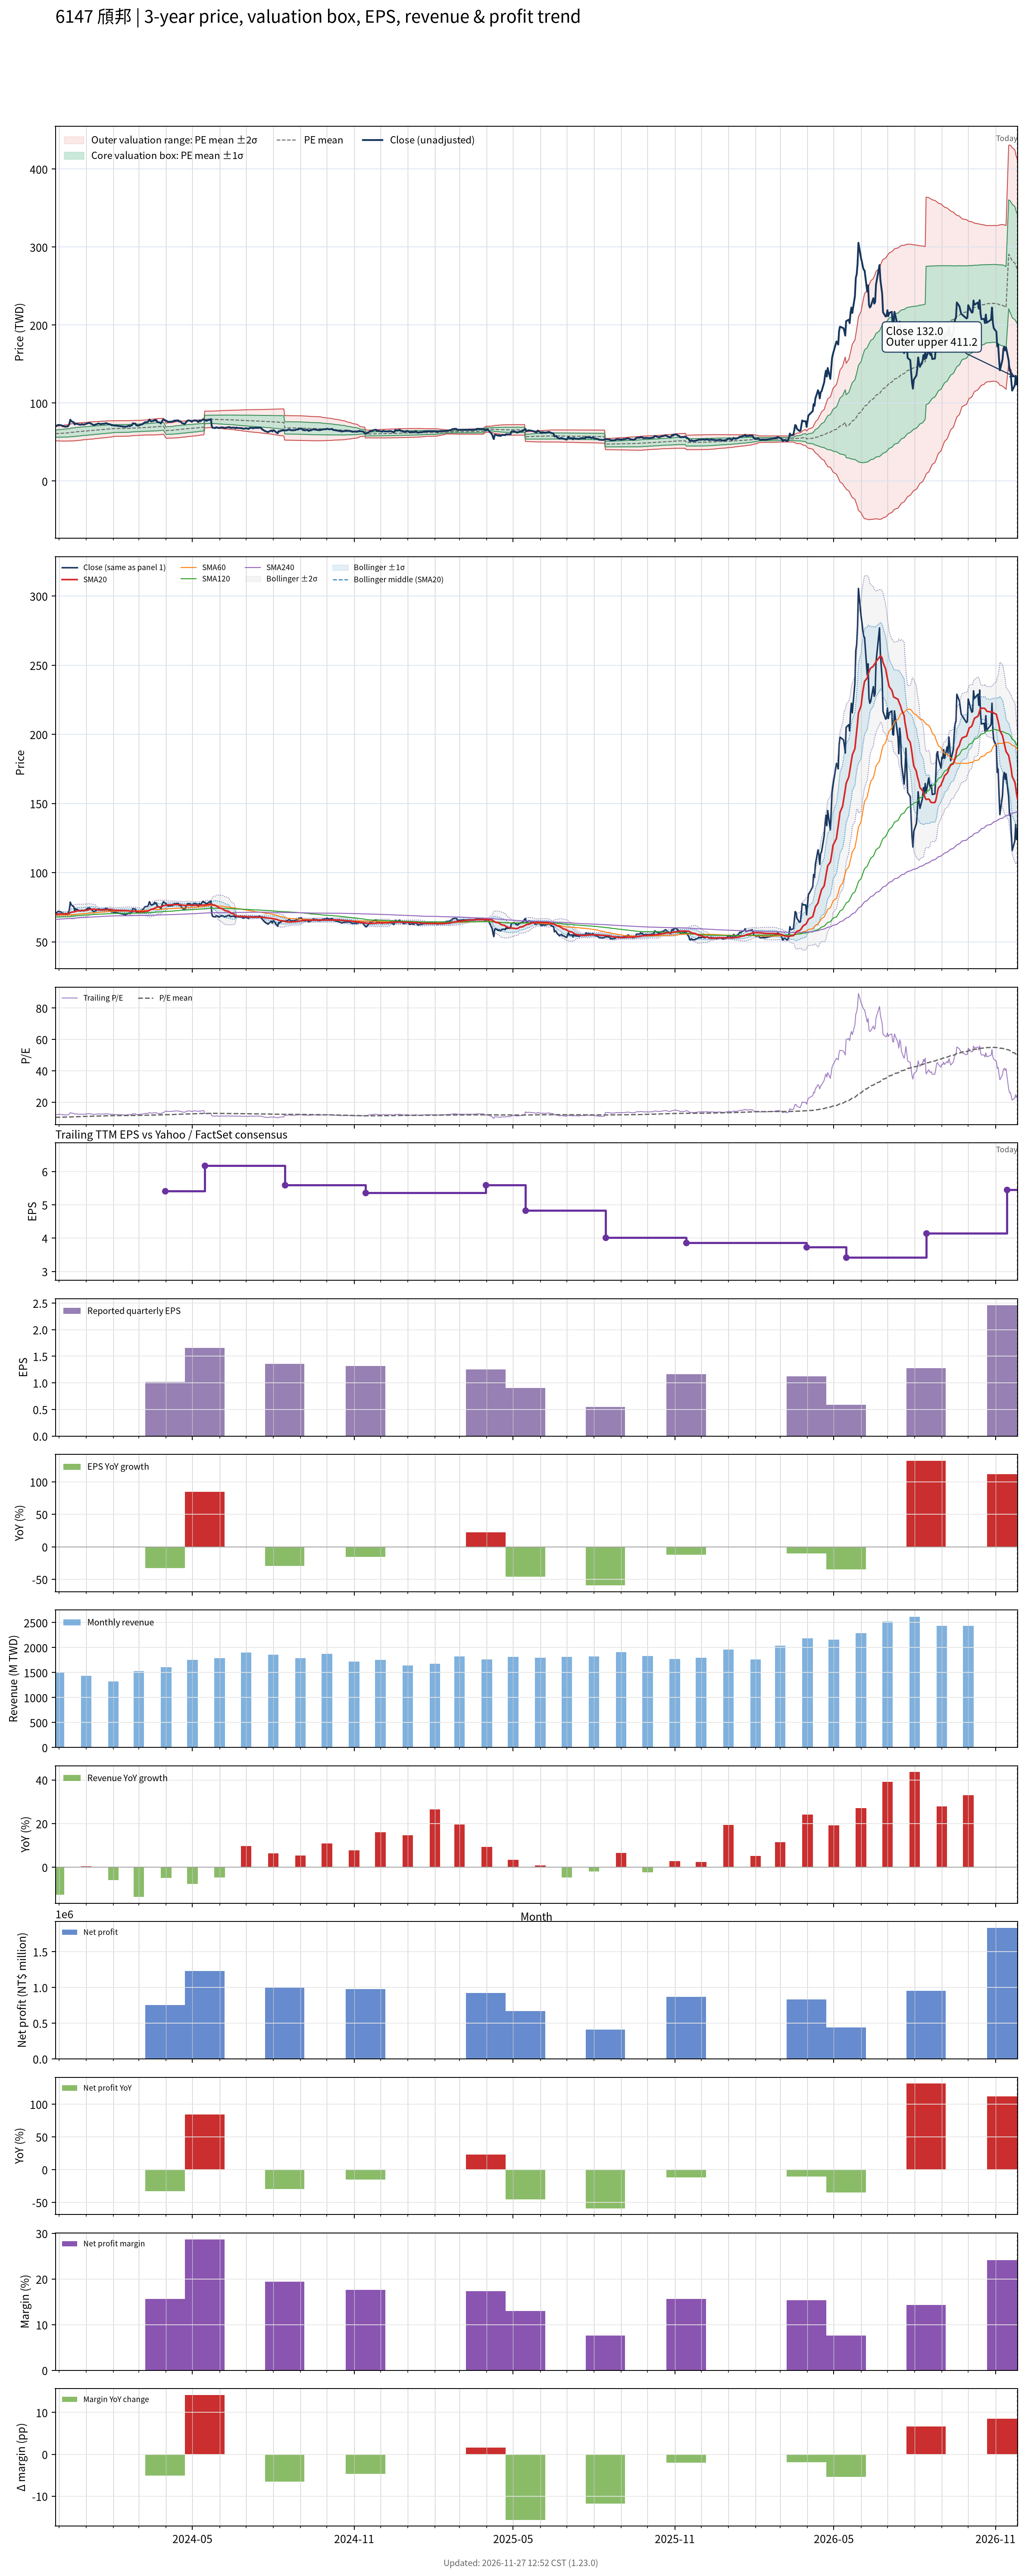 6147 頎邦 | 3-year price, valuation box, EPS, revenue & profit trend
Outer valuation range: PE mean ±2σ
PE mean
Close (unadjusted)
Core valuation box: PE mean ±1σ
Today
400
300
200
100
0
Price (TWD)
Close 132.0
Outer upper 411.2
Close (same as panel 1)
SMA60
SMA240
Bollinger ±1σ
SMA20
SMA120
Bollinger ±2σ
Bollinger middle (SMA20)
300
250
200
150
100
50
Price
Trailing P/E
P/E mean
80
60
40
20
P/E
Trailing TTM EPS vs Yahoo / FactSet consensus
Today
6
5
4
3
EPS
Reported quarterly EPS
2.5
2.0
1.5
1.0
0.5
0.0
EPS
EPS YoY growth
100
50
0
-50
YoY (%)
Monthly revenue
2500
2000
1500
1000
500
0
Revenue (M TWD)
Revenue YoY growth
40
20
0
YoY (%)
Month
1e6
Net profit
1.5
1.0
0.5
0.0
Net profit (NT$ million)
Net profit YoY
100
50
0
-50
YoY (%)
Net profit margin
30
20
10
0
Margin (%)
Margin YoY change
10
0
-10
Δ margin (pp)
2024-05
2024-11
2025-05
2025-11
2026-05
2026-11
Updated: 2026-11-27 12:52 CST (1.23.0)